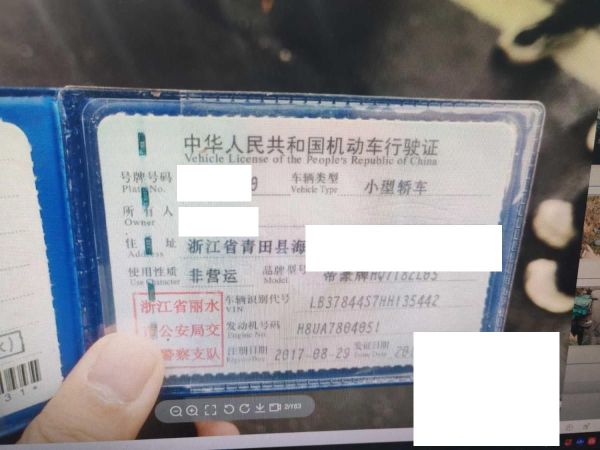 中华人民共和国机动车行驶证
Vehicle License of the People's Republic of China
号牌号码 车辆类型 小型轿车
Plate No. Vehicle Type
所有人
Owner
住址 浙江省青田县海
Address
使用性质 非营运 品牌型号 帝豪牌
Use Character Model
浙江省丽水 车辆识别代号 LB37844S7HH135442
VIN
公安局交 发动机号码 H8UA7804051
Engine No.
警察支队 注册日期 2017-08-29 发证日期 20
Register Date Issue Date
2/163